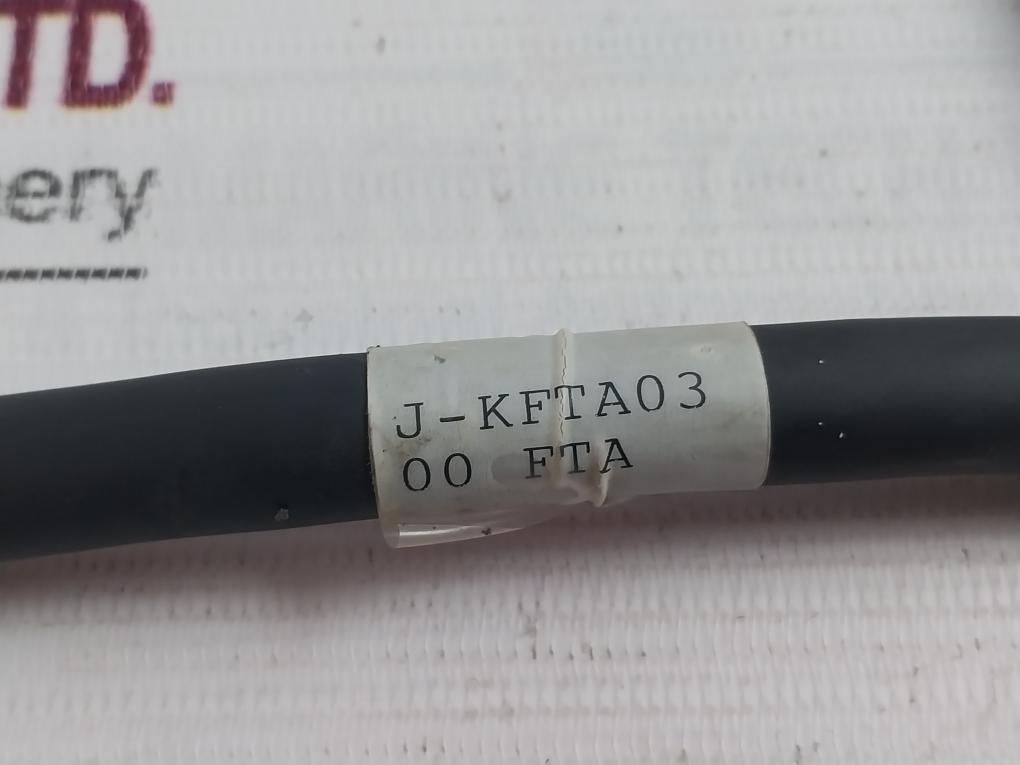 TD.
ery
J-KFTA03
00 FTA